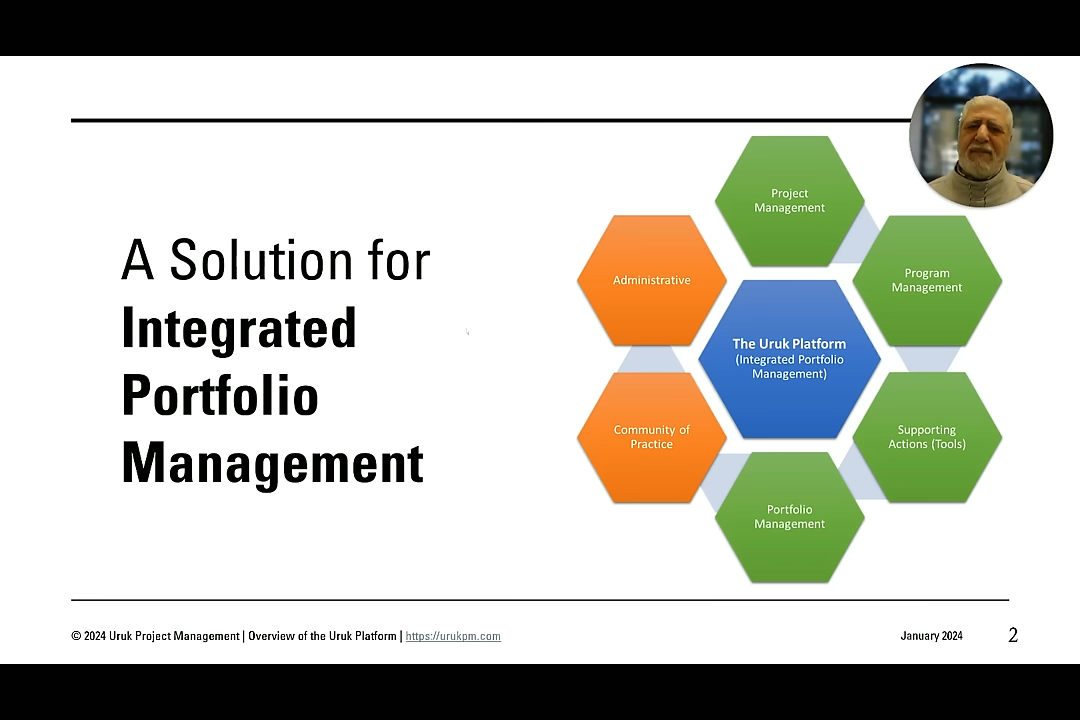 A Solution for
Integrated
Portfolio
Management
Project
Management
Administrative
Program
Management
The Uruk Platform
(Integrated Portfolio
Management)
Community of
Practice
Supporting
Actions (Tools)
Portfolio
Management
© 2024 Uruk Project Management | Overview of the Uruk Platform | https://urukpm.com
January 2024
2